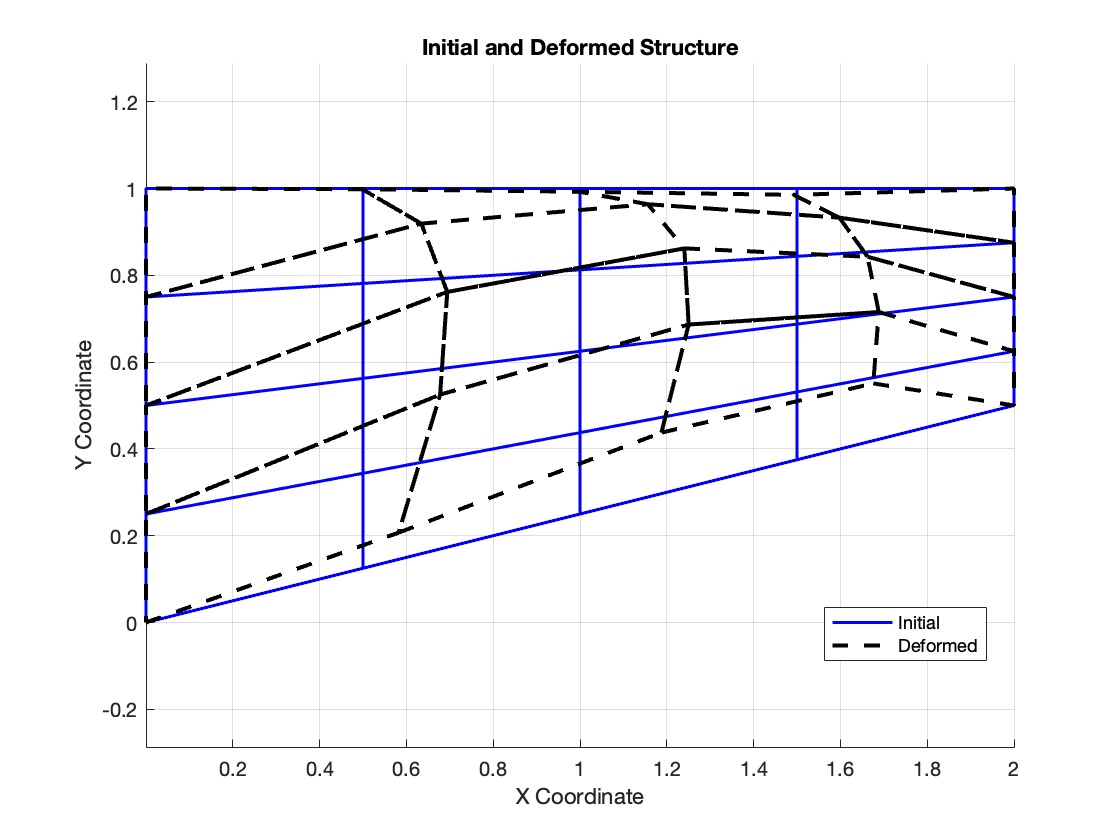 Initial and Deformed Structure
1.2
1
0.8
0.6
0.4
0.2
0
-0.2
Y Coordinate
Initial
Deformed
0.2 0.4 0.6 0.8 1 1.2 1.4 1.6 1.8 2
X Coordinate